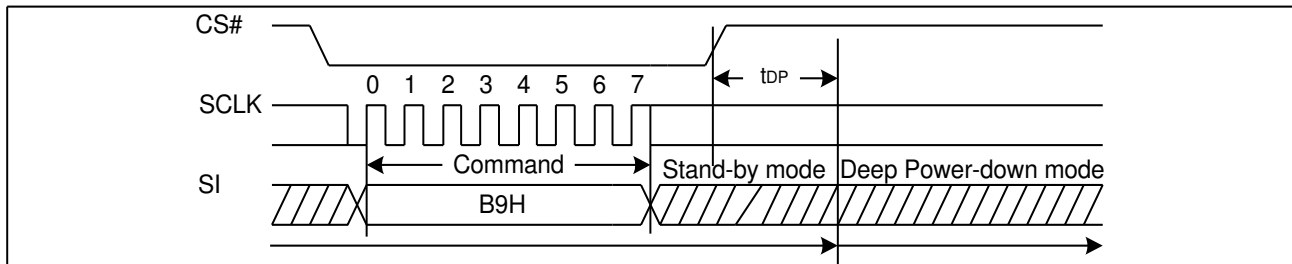 CS#
tDP
0 1 2 3 4 5 6 7
SCLK
Command
Stand-by mode Deep Power-down mode
SI
B9H